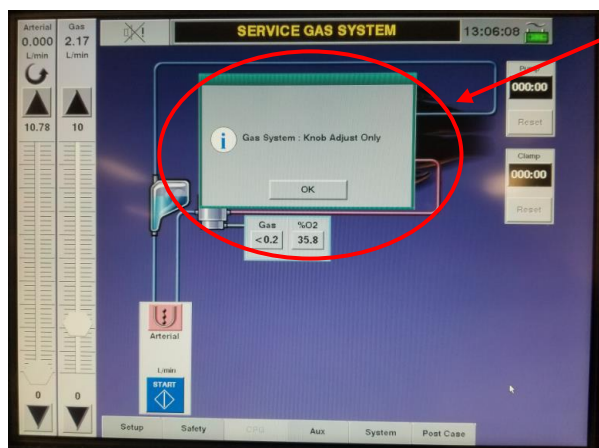 Arterial
0.000
L/min
Gas
2.17
L/min
SERVICE GAS SYSTEM
13:06:08
10.78
10
Pump
000:00
Reset
Clamp
000:00
Reset
i
Gas System : Knob Adjust Only
OK
Gas
%O2
<0.2
35.8
Arterial
L/min
START
0
0
Setup
Safety
CPG
Aux
System
Post Case